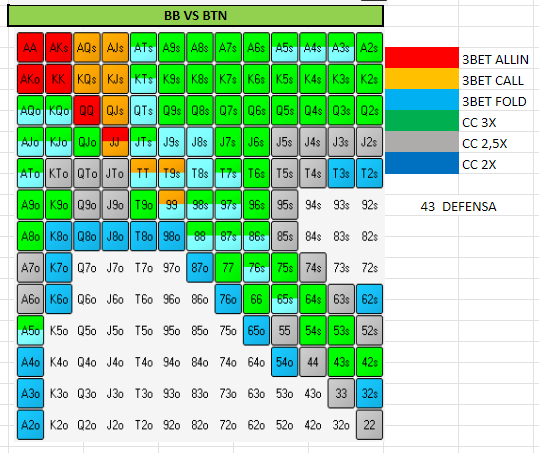 BB VS BTN
AA AKs AQs AJs ATs A9s A8s A7s A6s A5s A4s A3s A2s
AKo KK KQs KJs KTs K9s K8s K7s K6s K5s K4s K3s K2s
AQo KQo QQ QJs QTs Q9s Q8s Q7s Q6s Q5s Q4s Q3s Q2s
AJo KJo QJo JJ JTs J9s J8s J7s J6s J5s J4s J3s J2s
ATo KTo QTo JTo TT T9s T8s T7s T6s T5s T4s T3s T2s
A9o K9o Q9o J9o T9o 99 98s 97s 96s 95s 94s 93s 92s
A8o K8o Q8o J8o T8o 98o 88 87s 86s 85s 84s 83s 82s
A7o K7o Q7o J7o T7o 97o 87o 77 76s 75s 74s 73s 72s
A6o K6o Q6o J6o T6o 96o 86o 76o 66 65s 64s 63s 62s
A5o K5o Q5o J5o T5o 95o 85o 75o 65o 55 54s 53s 52s
A4o K4o Q4o J4o T4o 94o 84o 74o 64o 54o 44 43s 42s
A3o K3o Q3o J3o T3o 93o 83o 73o 63o 53o 43o 33 32s
A2o K2o Q2o J2o T2o 92o 82o 72o 62o 52o 42o 32o 22
3BET ALLIN
3BET CALL
3BET FOLD
CC 3X
CC 2,5X
CC 2X
43 DEFENSA